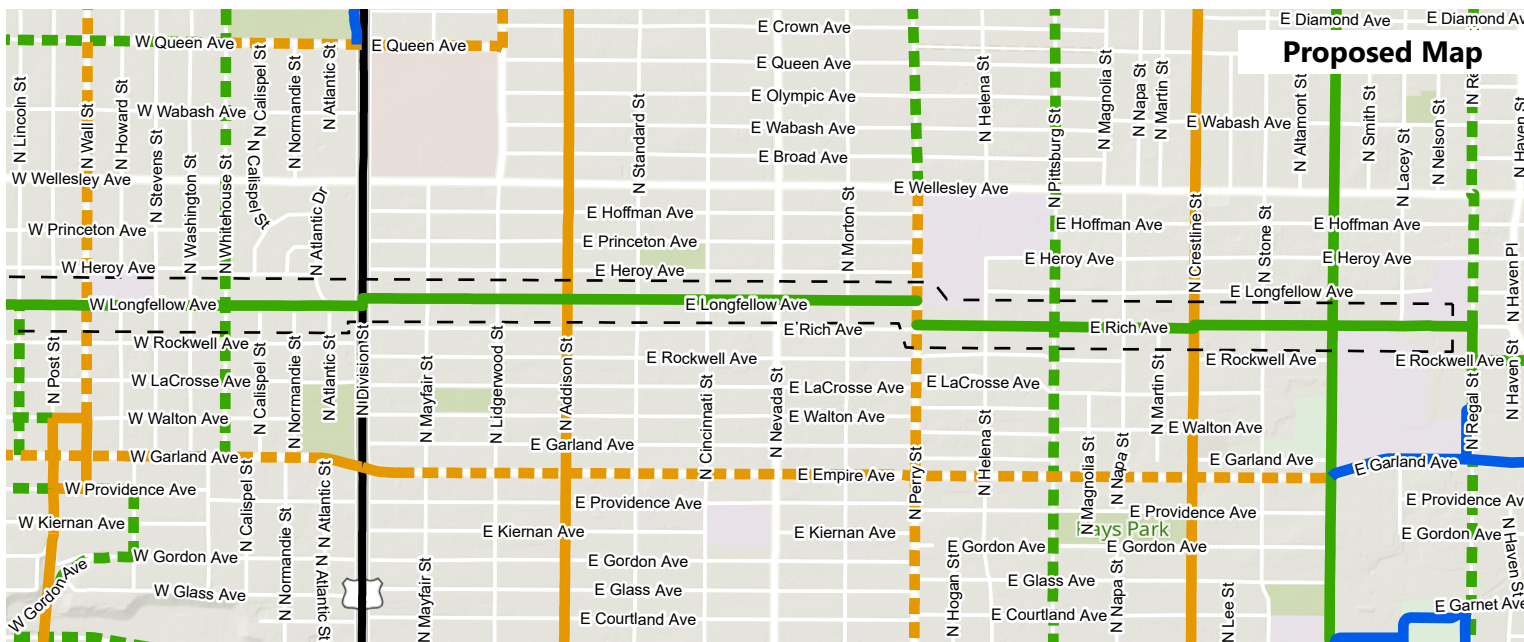 Proposed Map
E Crown Ave
E Diamond Ave
E Diamond Av
W Queen Ave
E Queen Ave
E Queen Ave
E Olympic Ave
W Wabash Ave
E Wabash Ave
E Wabash Ave
E Broad Ave
W Wellesley Ave
E Wellesley Ave
N Lincoln St
N Wall St
N Howard St
N Stevens St
N Washington St
N Whitehouse St
N Calispel St
N Calispel St
N Normandie St
N Atlantic St
N Atlantic Dr
N Standard St
N Morton St
N Helena St
N Pittsburg St
N Magnolia St
N Napa St
N Martin St
N Crestline St
N Stone St
N Altamont St
N Smith St
N Lacey St
N Nelson St
N Re
N Haven St
W Princeton Ave
E Hoffman Ave
E Hoffman Ave
E Hoffman Ave
E Princeton Ave
W Heroy Ave
E Heroy Ave
E Heroy Ave
E Heroy Ave
N Haven Pl
W Longfellow Ave
E Longfellow Ave
E Longfellow Ave
E Rich Ave
E Rich Ave
W Rockwell Ave
E Rockwell Ave
E Rockwell Ave
E Rockwell Ave
N Post St
N Calispel St
N Normandie St
N Atlantic St
N Division St
N Mayfair St
N Lidgerwood St
N Addison St
N Cincinnati St
N Nevada St
N Perry St
N Helena St
N Magnolia St
N Napa St
N Martin St
N Regal St
N Haven St
W LaCrosse Ave
E LaCrosse Ave
E LaCrosse Ave
W Walton Ave
E Walton Ave
E Walton Ave
W Garland Ave
E Garland Ave
E Garland Ave
E Garland Ave
E Empire Ave
W Providence Ave
E Providence Ave
E Providence Ave
E Providence Av
W Kiernan Ave
E Kiernan Ave
E Kiernan Ave
N Calispel St
N Normandie St
N Atlantic St
N Atlantic St
N Mayfair St
N Hogan St
N Napa St
N Lee St
N Haven St
ays Park
W Gordon Ave
W Gordon Ave
E Gordon Ave
E Gordon Ave
E Gordon Ave
E Gordon Ave
W Glass Ave
E Glass Ave
E Glass Ave
E Courtland Ave
E Courtland Ave
E Garnet Ave